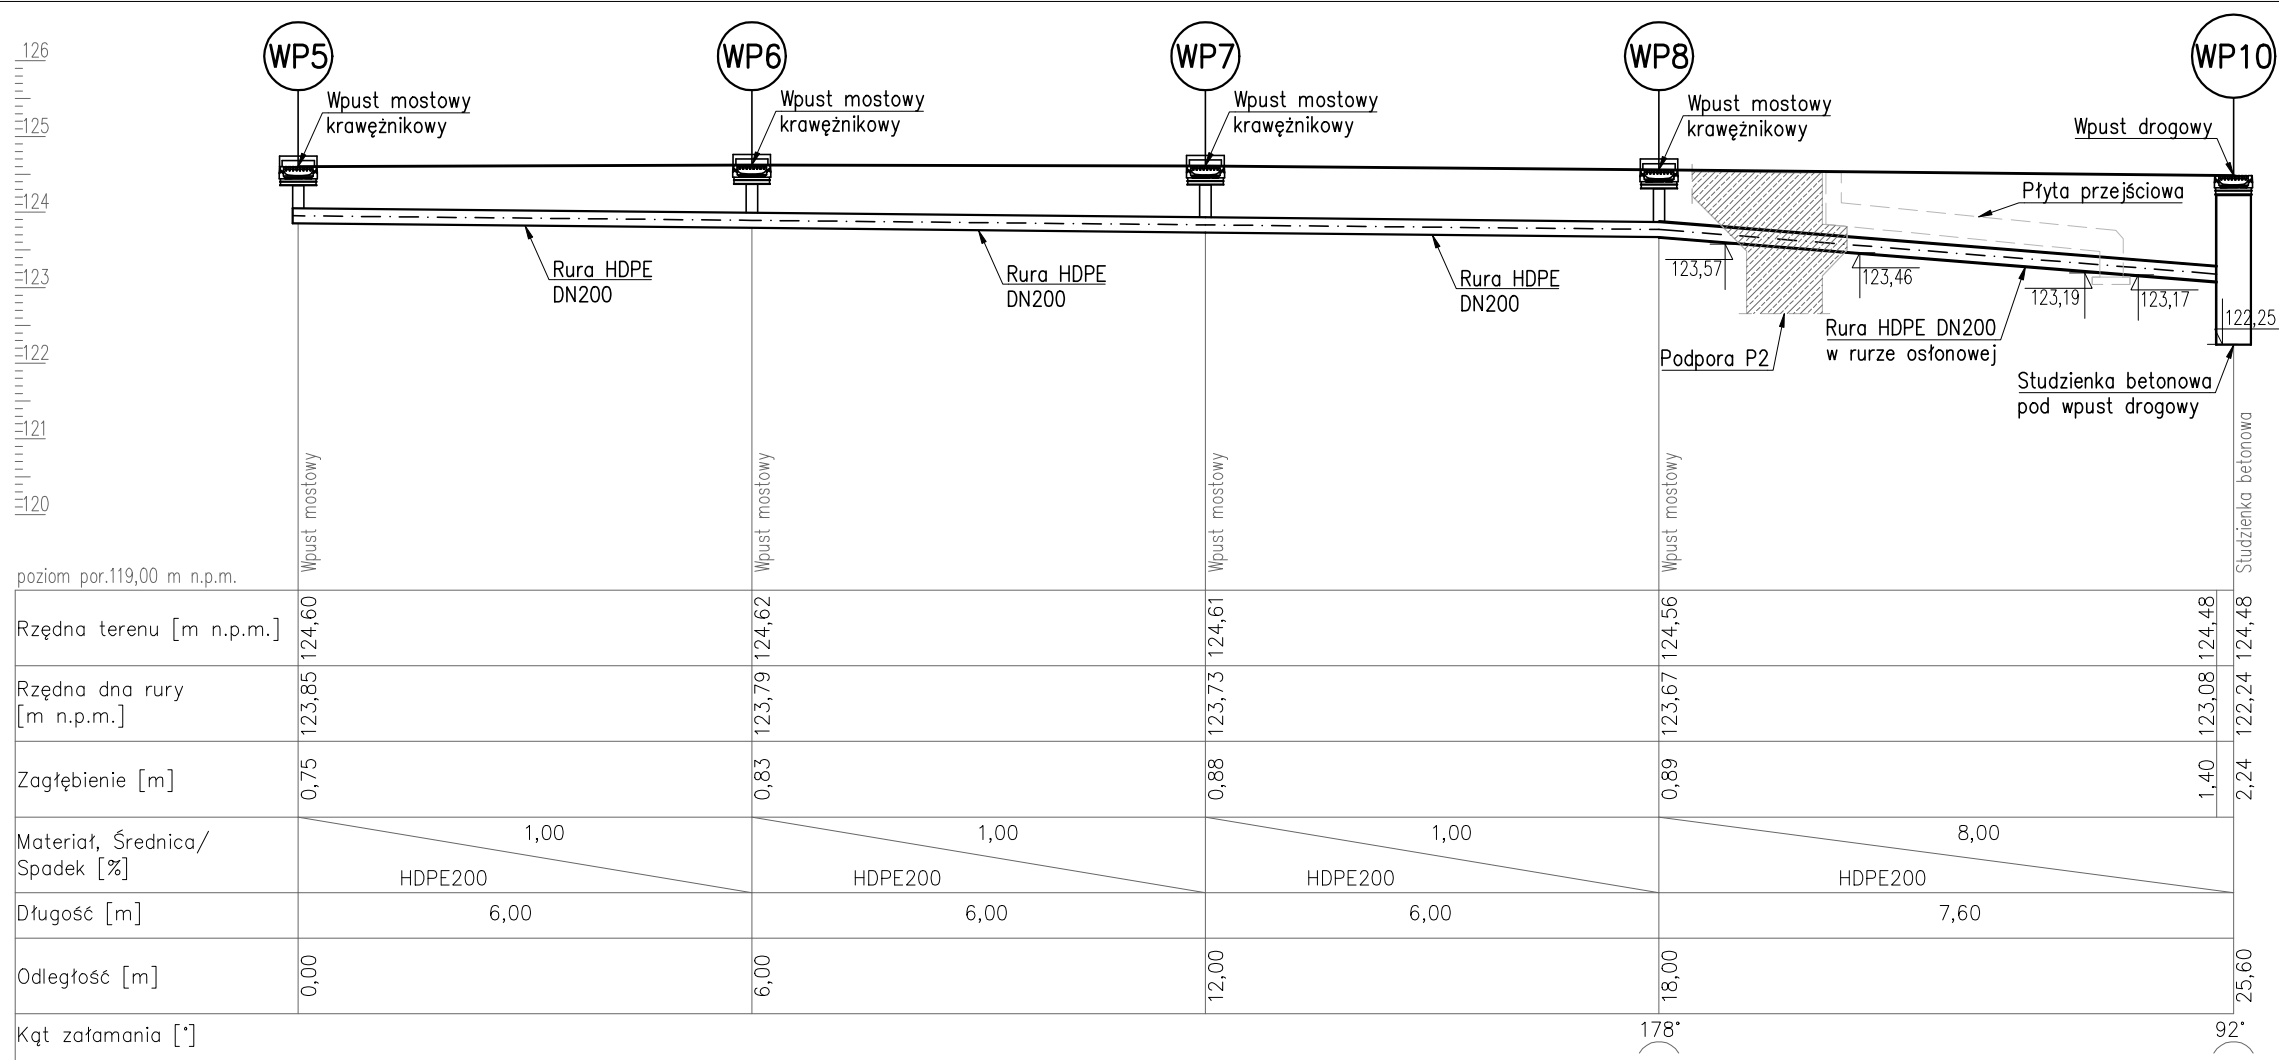 WP5
WP6
WP7
WP8
WP10
126
125
124
123
122
121
120
Wpust mostowy
krawężnikowy
Wpust mostowy
krawężnikowy
Wpust mostowy
krawężnikowy
Wpust mostowy
krawężnikowy
Wpust drogowy
Płyta przejściowa
Rura HDPE
DN200
Rura HDPE
DN200
Rura HDPE
DN200
123,57
123,46
123,19
123,17
122,25
Rura HDPE DN200
w rurze osłonowej
Podpora P2
Studzienka betonowa
pod wpust drogowy
Wpust mostowy
Wpust mostowy
Wpust mostowy
Wpust mostowy
Studzienka betonowa
poziom por.119,00 m n.p.m.
Rzędna terenu [m n.p.m.] 124,60 124,62 124,61 124,56 124,48 124,48
Rzędna dna rury
[m n.p.m.] 123,85 123,79 123,73 123,67 123,08 122,24
Zagłębienie [m] 0,75 0,83 0,88 0,89 1,40 2,24
Materiał, Średnica/
Spadek [%]
1,00 1,00 1,00 8,00
HDPE200 HDPE200 HDPE200 HDPE200
Długość [m] 6,00 6,00 6,00 7,60
Odległość [m] 0,00 6,00 12,00 18,00 25,60
Kąt załamania [°] 178° 92°